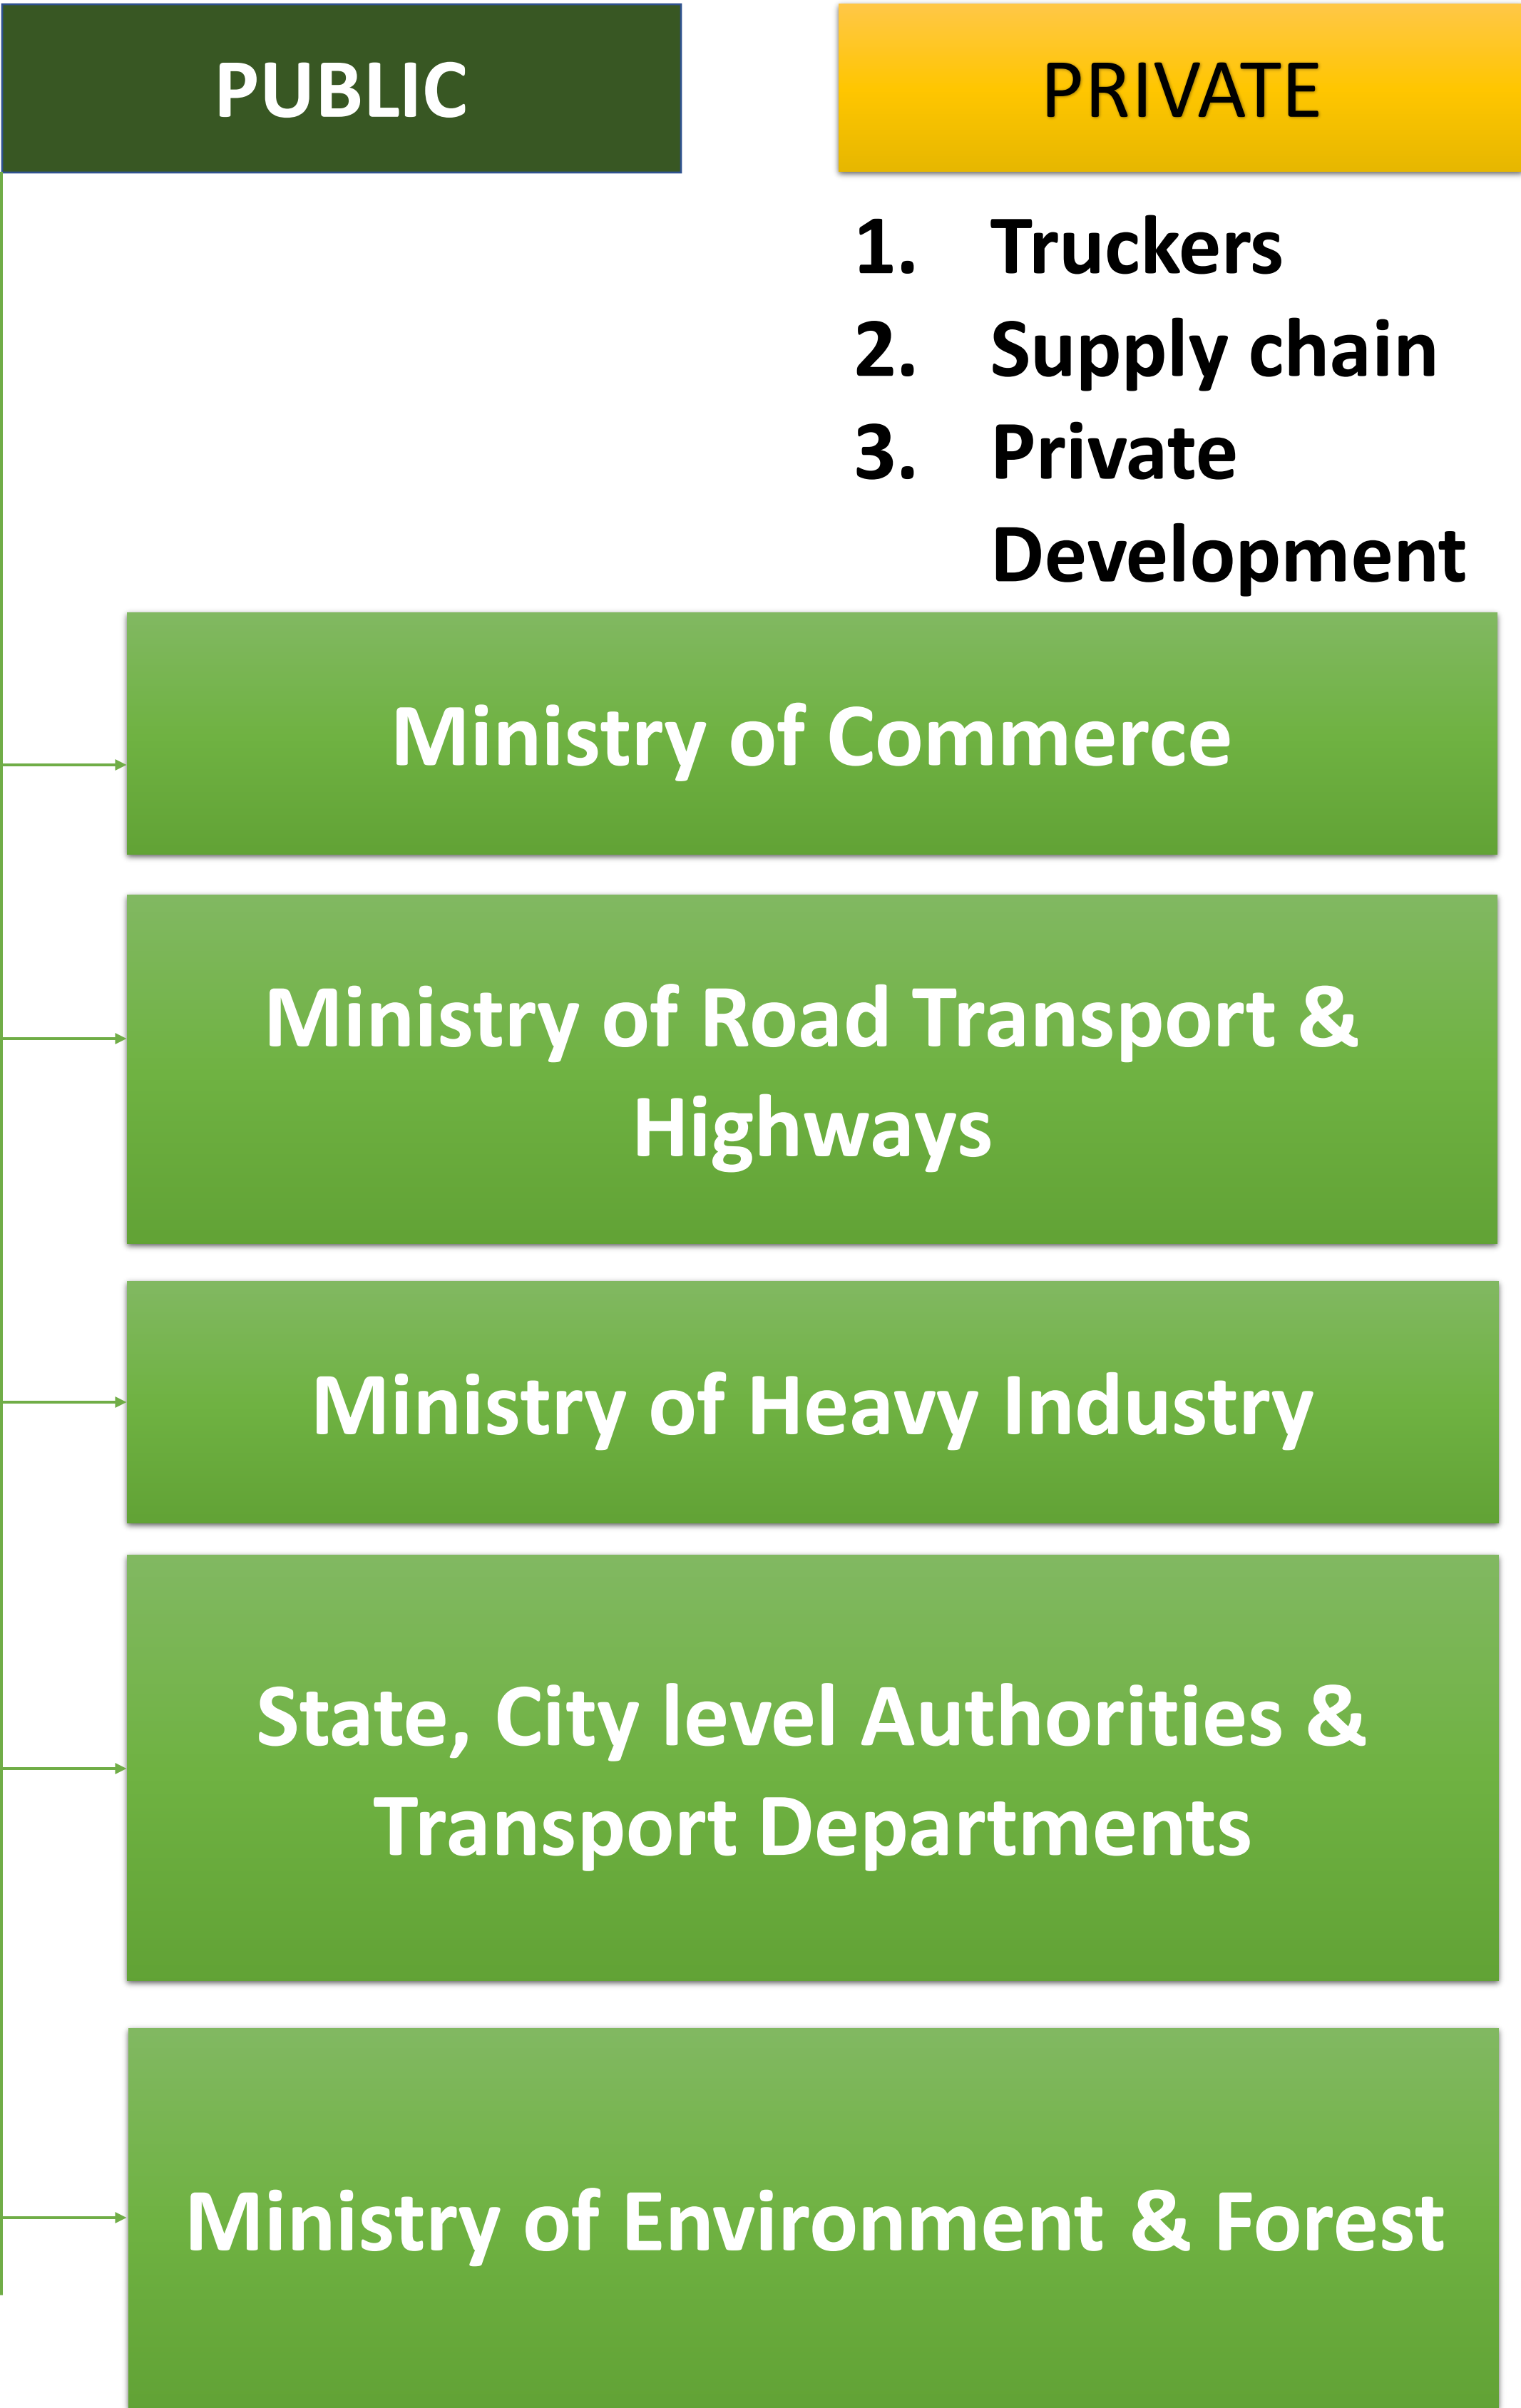 PUBLIC
PRIVATE
1. Truckers
2. Supply chain
3. Private
Development
Ministry of Commerce
Ministry of Road Transport &
Highways
Ministry of Heavy Industry
State, City level Authorities &
Transport Departments
Ministry of Environment & Forest